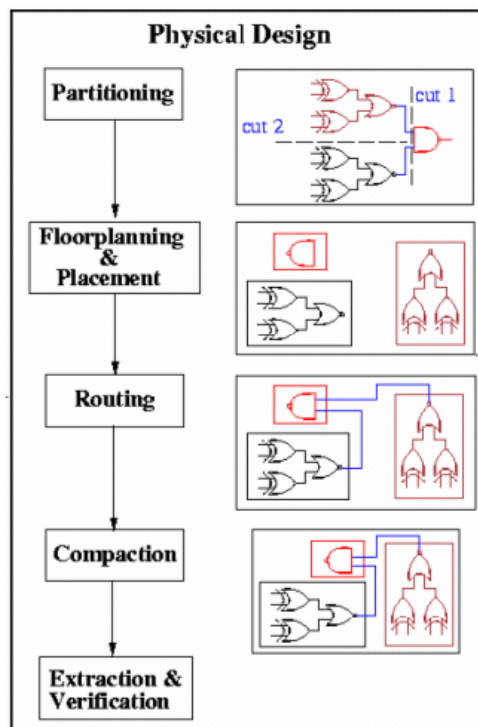 Physical Design
Partitioning
cut 1
cut 2
Floorplanning
&
Placement
Routing
Compaction
Extraction &
Verification